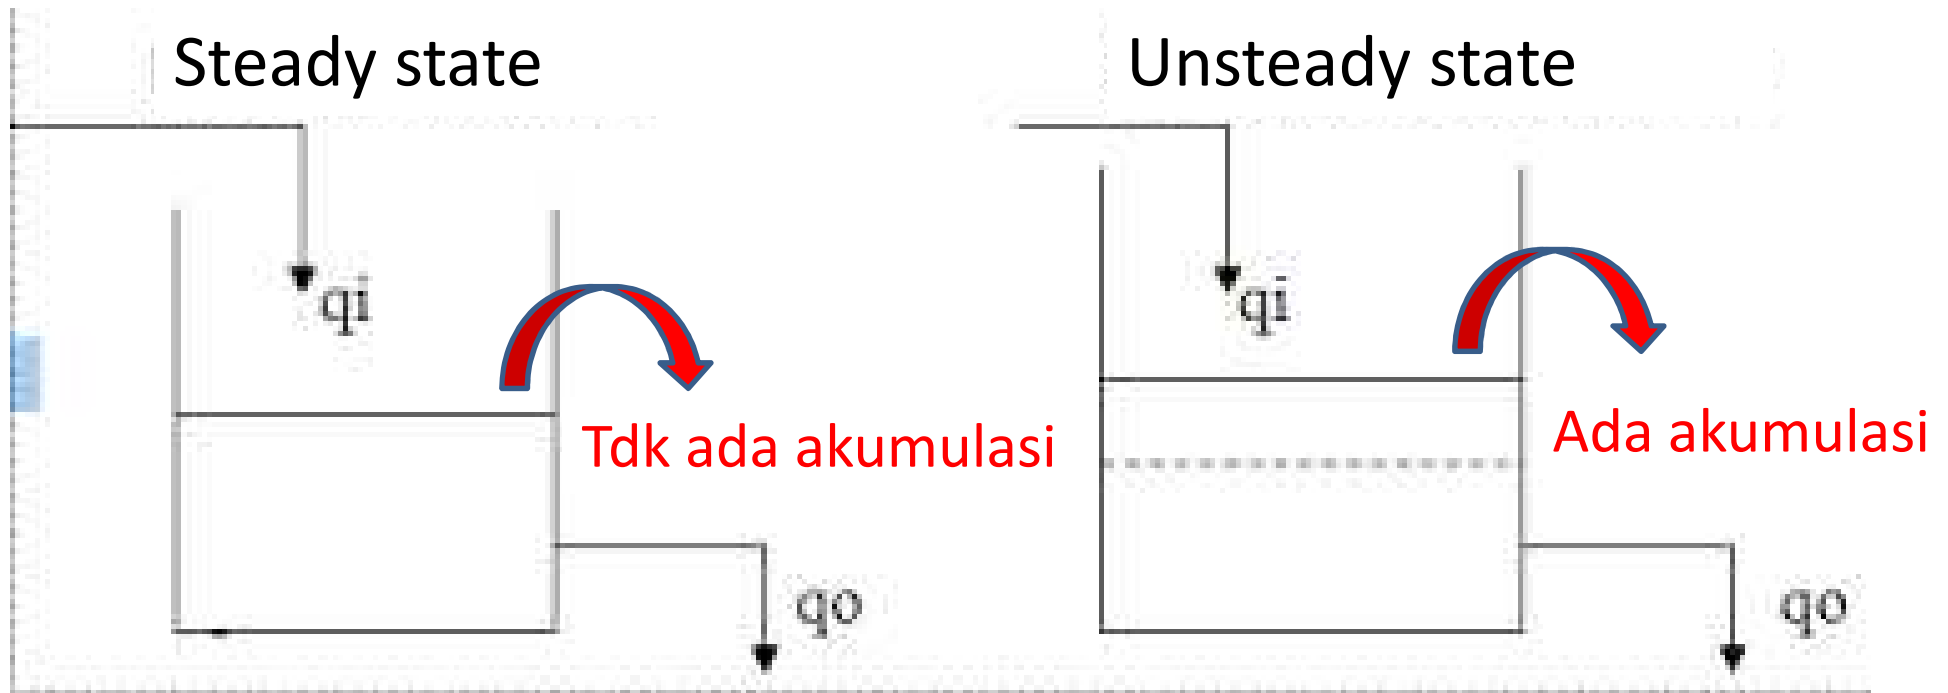 Steady state
Unsteady state
qi
qi
Tdk ada akumulasi
Ada akumulasi
qo
qo